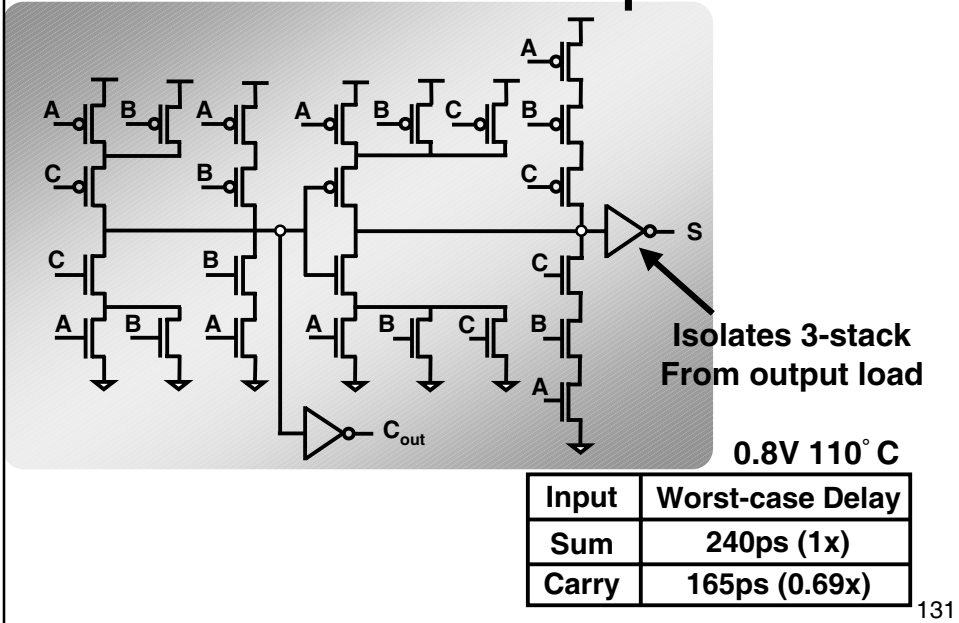 A
A B A A B C B
C B C
S
C B C
A B A A B C B
A
Isolates 3-stack
From output load
Cout
0.8V 110° C
Input Worst-case Delay
Sum 240ps (1x)
Carry 165ps (0.69x)
131